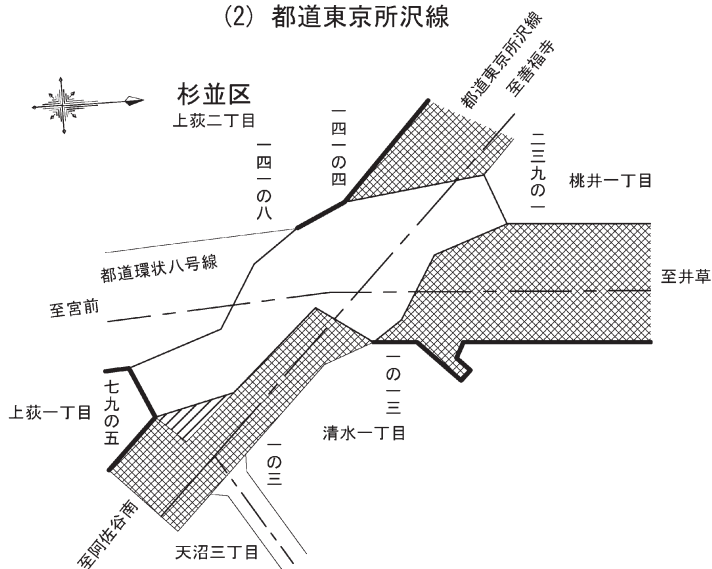 (2) 都道東京所沢線
都道東京所沢線
至善福寺
杉並区
上荻二丁目
一四一の四
一四一の八
二三九の一
桃井一丁目
都道環状八号線
至宮前
至井草
上荻一丁目
七九の五
一の一三
清水一丁目
一の三
至阿佐谷南
天沼三丁目